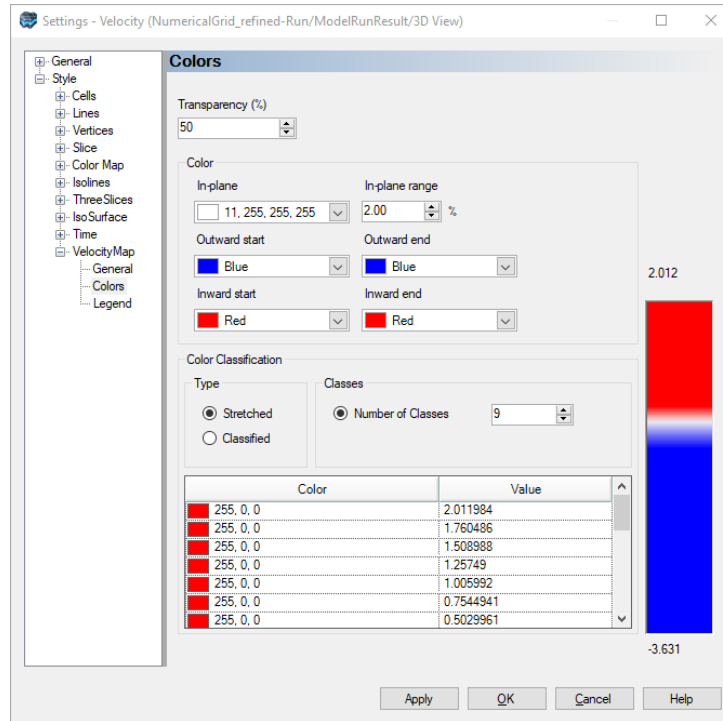 Settings - Velocity (NumericalGrid_refined-Run/ModelRunResult/3D View)
General
Style
Cells
Lines
Vertices
Slice
Color Map
Isolines
ThreeSlices
IsoSurface
Time
VelocityMap
General
Colors
Legend
Colors
Transparency (%)
50
Color
In-plane In-plane range
11, 255, 255, 255 2.00 %
Outward start Outward end
Blue Blue
Inward start Inward end
Red Red
Color Classification
Type Classes
Stretched Number of Classes 9
Classified
Color Value
255, 0, 0 2.011984
255, 0, 0 1.760486
255, 0, 0 1.508988
255, 0, 0 1.25749
255, 0, 0 1.005992
255, 0, 0 0.7544941
255, 0, 0 0.5029961
2.012
-3.631
Apply OK Cancel Help